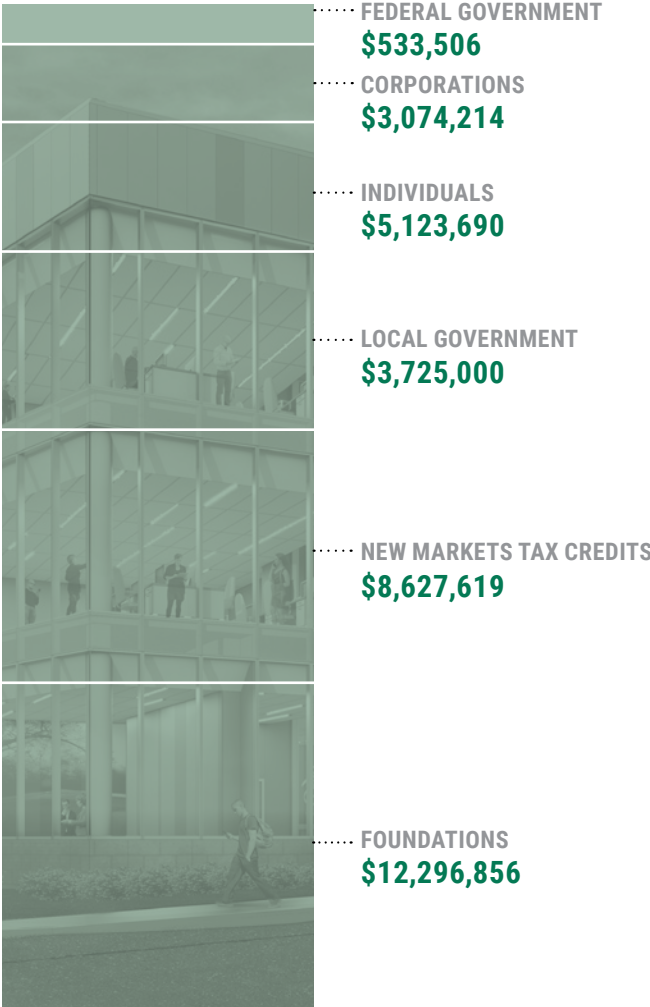 FEDERAL GOVERNMENT
$533,506
CORPORATIONS
$3,074,214
INDIVIDUALS
$5,123,690
LOCAL GOVERNMENT
$3,725,000
NEW MARKETS TAX CREDITS
$8,627,619
FOUNDATIONS
$12,296,856